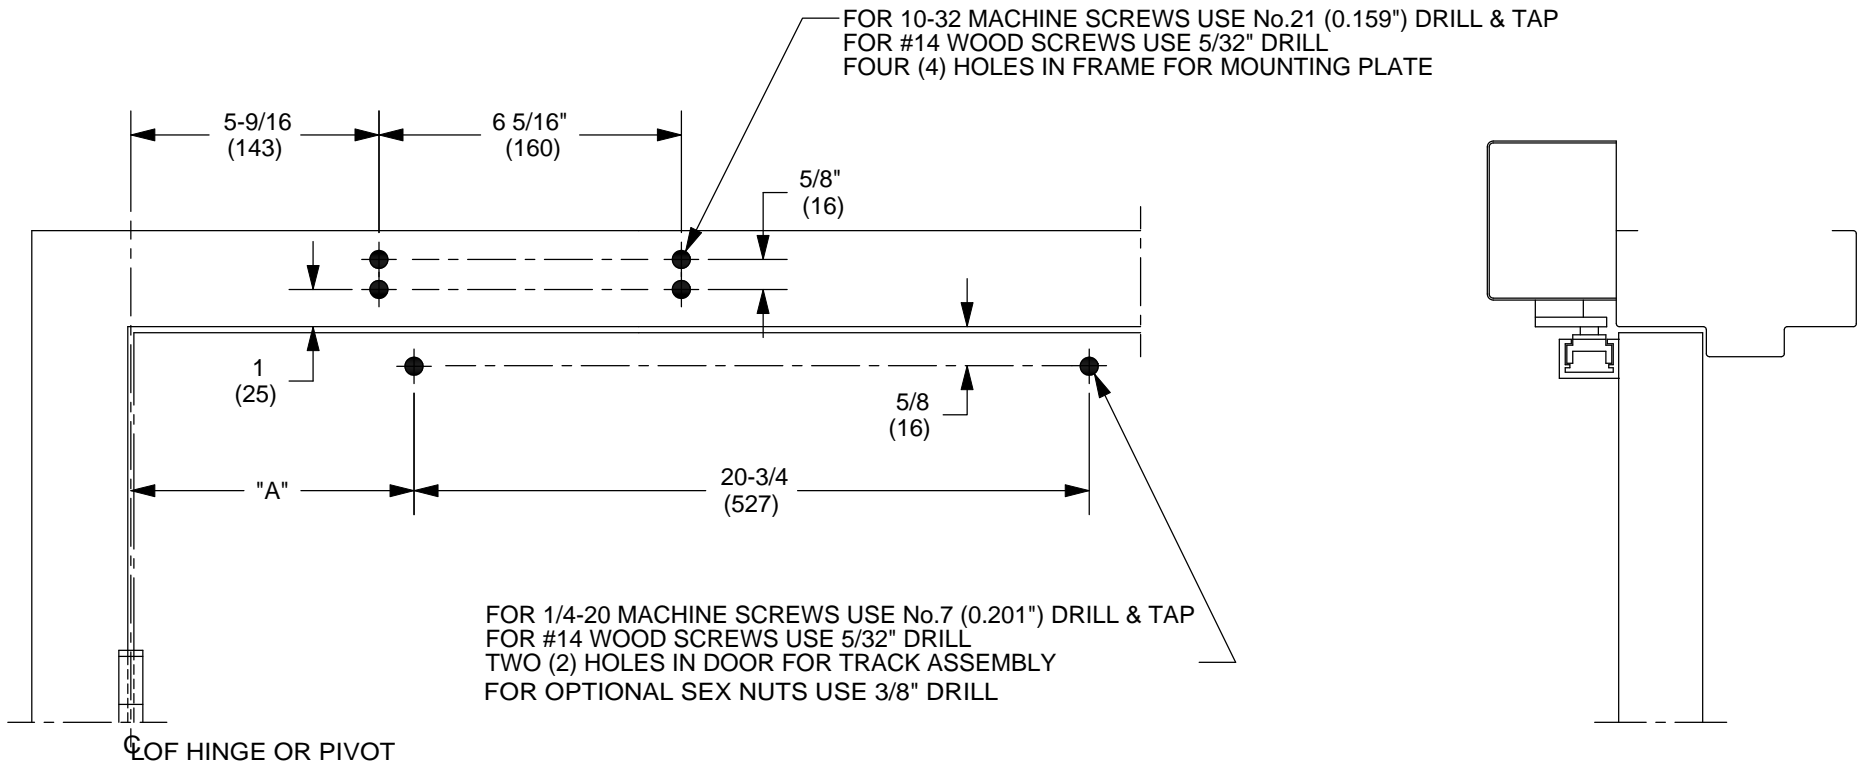 FOR 10-32 MACHINE SCREWS USE No.21 (0.159") DRILL & TAP
FOR #14 WOOD SCREWS USE 5/32" DRILL
FOUR (4) HOLES IN FRAME FOR MOUNTING PLATE
5-9/16
(143)
6 5/16"
(160)
5/8"
(16)
1
(25)
5/8
(16)
"A"
20-3/4
(527)
FOR 1/4-20 MACHINE SCREWS USE No.7 (0.201") DRILL & TAP
FOR #14 WOOD SCREWS USE 5/32" DRILL
TWO (2) HOLES IN DOOR FOR TRACK ASSEMBLY
FOR OPTIONAL SEX NUTS USE 3/8" DRILL
℄ OF HINGE OR PIVOT